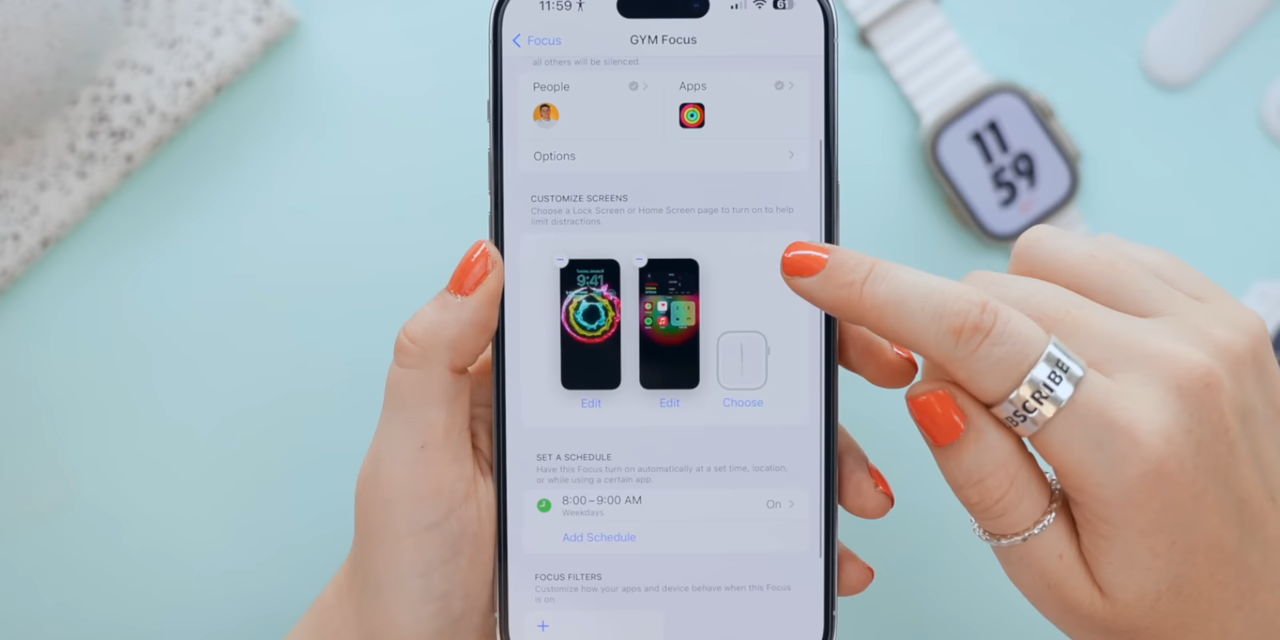 11:59
61
Focus
GYM Focus
all others will be silenced.
People
Apps
Options
CUSTOMIZE SCREENS
Choose a Lock Screen or Home Screen page to turn on to help
limit distractions.
9:41
Edit
Edit
Choose
SET A SCHEDULE
Have this Focus turn on automatically at a set time, location,
or while using a certain app.
8:00–9:00 AM
On
Weekdays
Add Schedule
FOCUS FILTERS
Customize how your apps and device behave when this Focus
is on.
11
59
BSCRIBE